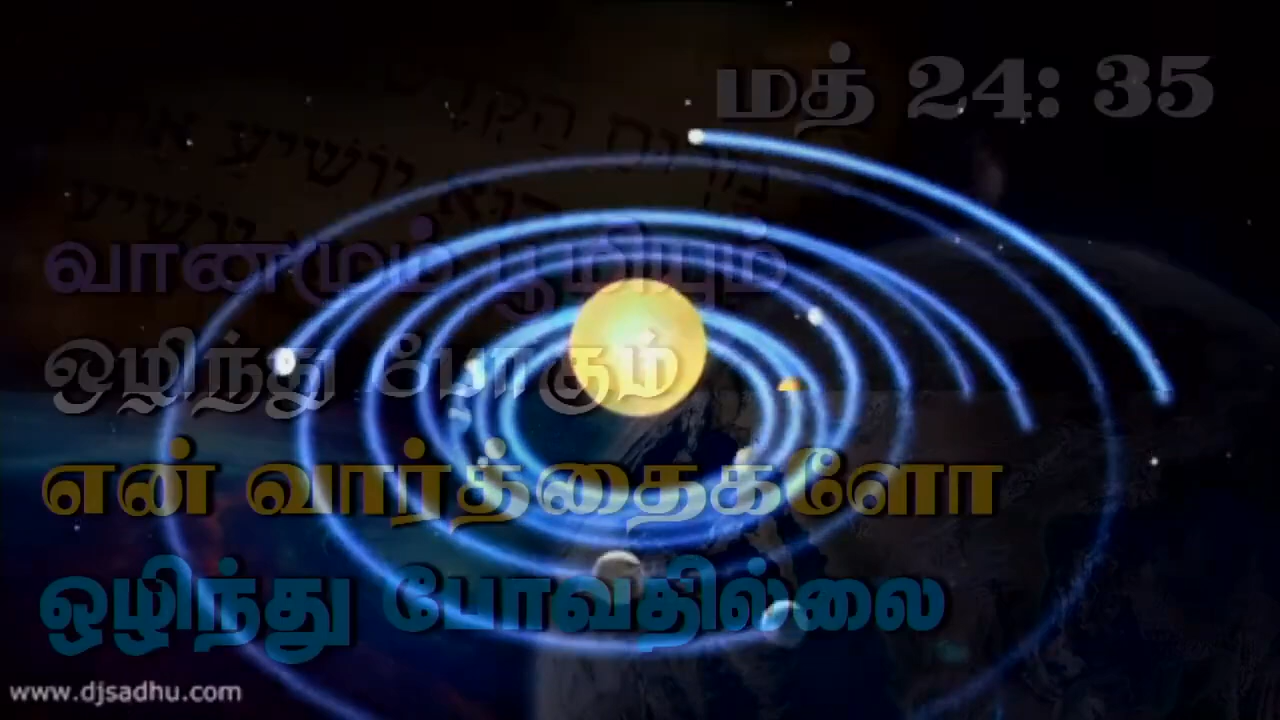 மத் 24: 35
வானமும் பூமியும்
ஒழிந்து போகும்
என் வார்த்தைகளோ
ஒழிந்து போவதில்லை
www.djsadhu.com